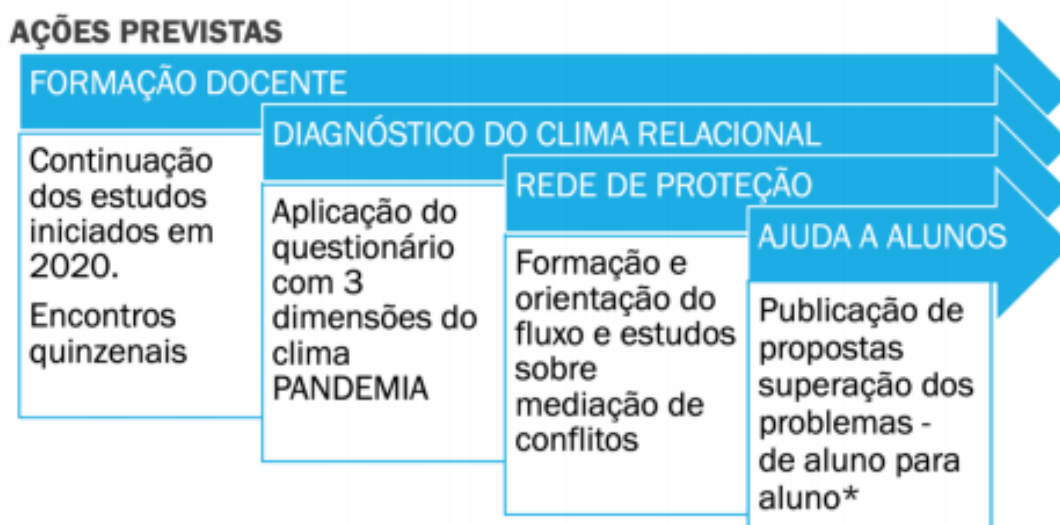 AÇÕES PREVISTAS
FORMAÇÃO DOCENTE
Continuação
dos estudos
iniciados em
2020.
Encontros
quinzenais
DIAGNÓSTICO DO CLIMA RELACIONAL
Aplicação do
questionário
com 3
dimensões do
clima
PANDEMIA
REDE DE PROTEÇÃO
Formação e
orientação do
fluxo e estudos
sobre
mediação de
conflitos
AJUDA A ALUNOS
Publicação de
propostas
superação dos
problemas -
de aluno para
aluno*